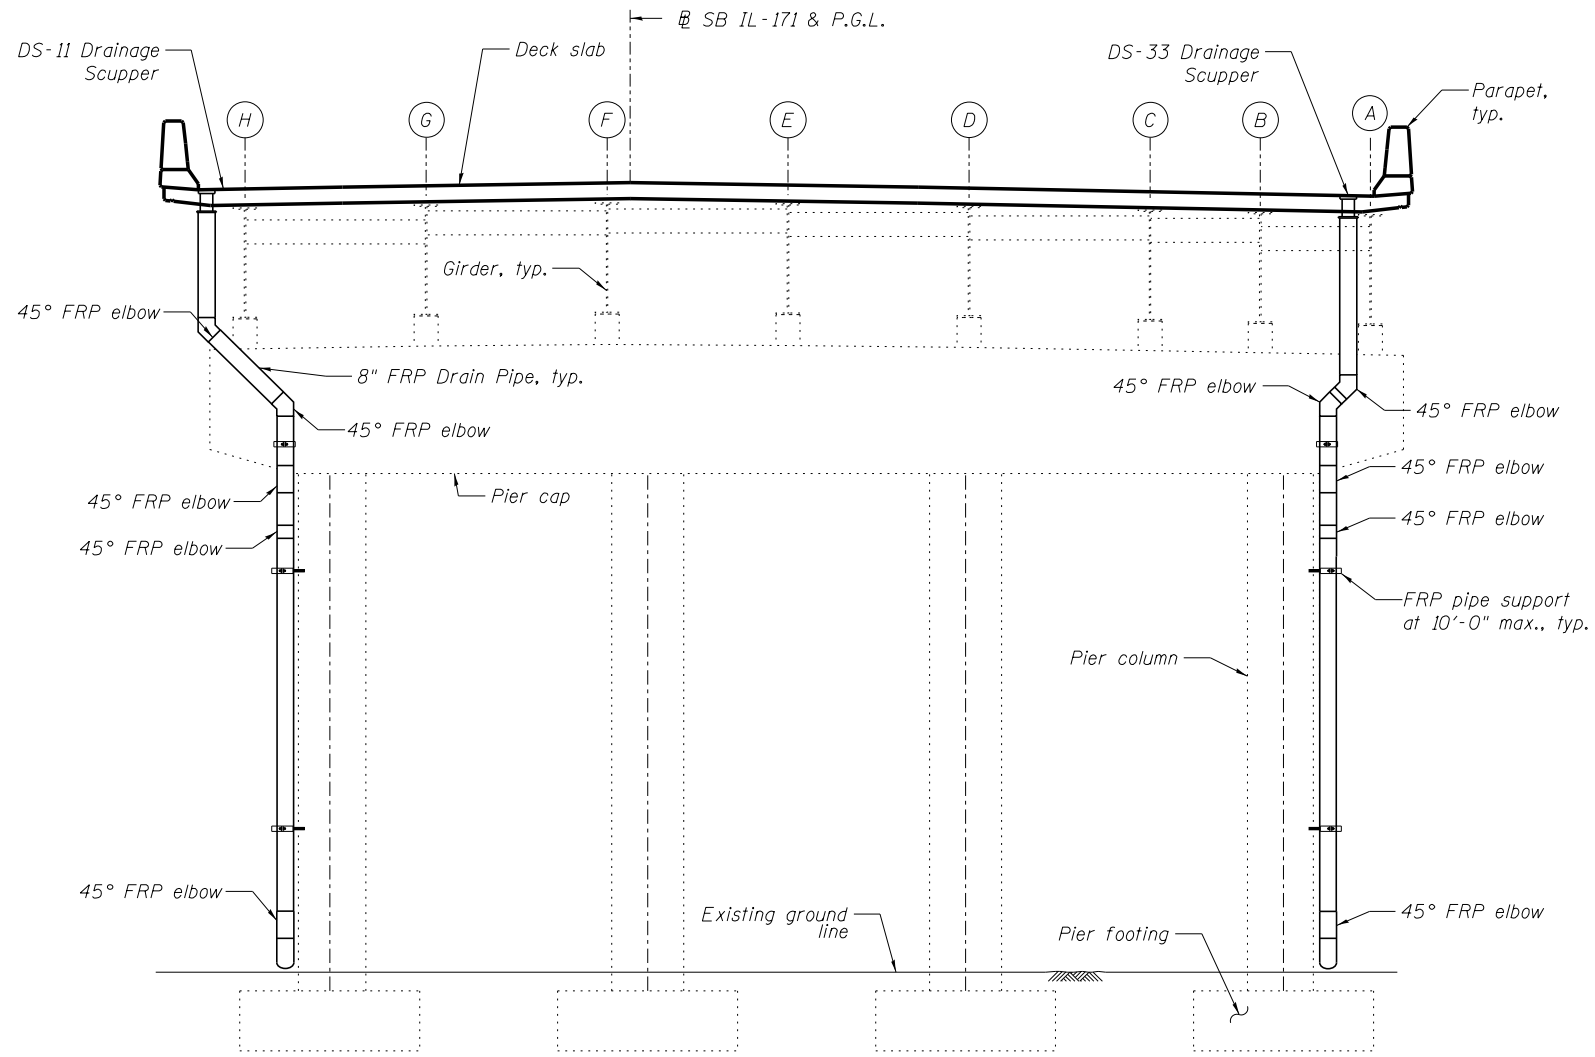 ℄ SB IL-171 & P.G.L.
DS-11 Drainage
Scupper
Deck slab
DS-33 Drainage
Scupper
Parapet,
typ.
H
G
F
E
D
C
B
A
Girder, typ.
45° FRP elbow
8" FRP Drain Pipe, typ.
45° FRP elbow
45° FRP elbow
45° FRP elbow
45° FRP elbow
45° FRP elbow
Pier cap
45° FRP elbow
45° FRP elbow
FRP pipe support
at 10'-0" max., typ.
Pier column
45° FRP elbow
Existing ground
line
Pier footing
45° FRP elbow